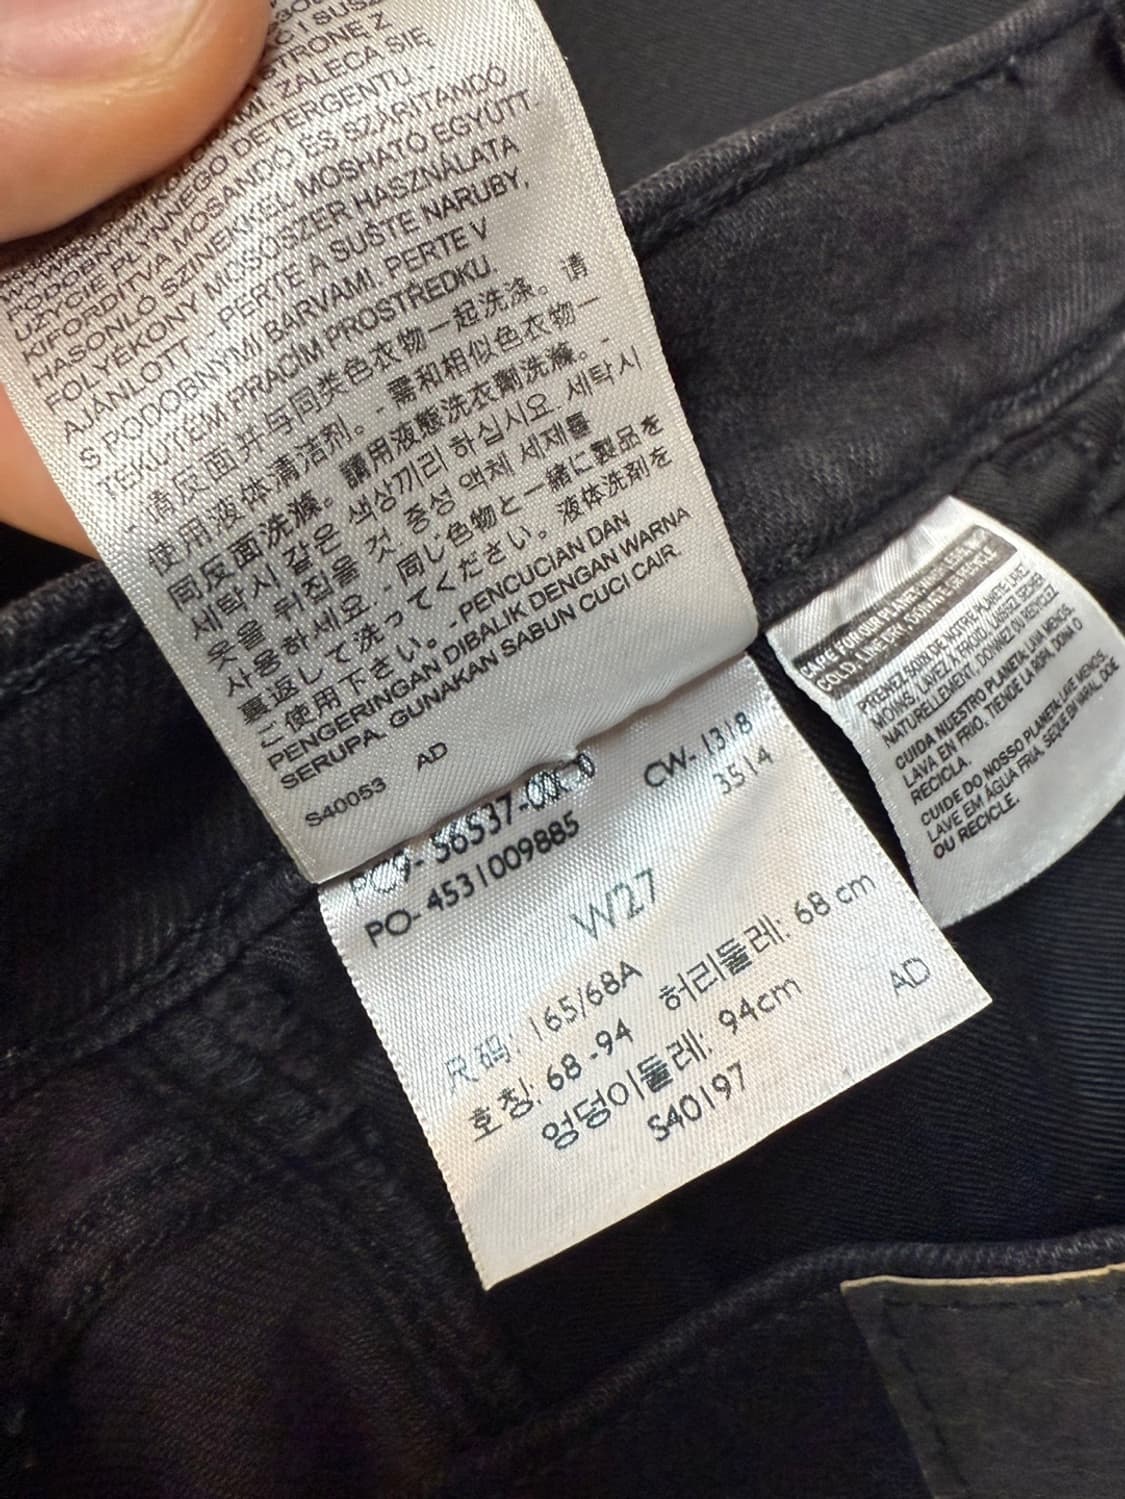 STRONE Z
ZALECA SIĘ
UŻYCIE PŁYNNEGO DETERGENTU. -
KIFORDÍTVA MOSANDÓ ÉS SZÁRÍTANDÓ
HASONLÓ SZÍNEKKEL MOSHATÓ EGYÜTT.
FOLYÉKONY MOSÓSZER HASZNÁLATA
AJÁNLOTT - PERTE A SUŠTE NARUBY,
S PODOBNÝMI BARVAMI. PERTE V
TEKUTÉM PRACÍM PROSTŘEDKU.
- 请反面并与同类色衣物一起洗涤。 请
使用液体清洁剂。 - 需和相似色衣物一
同反面洗滌。 請用液態洗衣劑洗滌。 -
세탁시 같은 색상끼리 하십시요. 세탁시
옷을 뒤집을 것. 중성 액체 세제를
사용하세요. - 同じ色物と一緒に製品を
裏返して洗ってください。液体洗剤を
ご使用下さい。-PENCUCIAN DAN
PENGERINGAN DIBALIK DENGAN WARNA
SERUPA. GUNAKAN SABUN CUCI CAIR.
S40053 AD
CW-1318
PO-4531009885 3514
W27
尺码: 165/68A
호칭: 68-94 허리둘레: 68 cm
엉덩이둘레: 94cm AD
S40197
CARE FOR OUR PLANET:
PRENEZ SOIN DE NOTRE PLANÈTE: LAVEZ
MOINS, LAVEZ À FROID, LAISSEZ SÉCHER
NATURELLEMENT, DONNEZ OU RECYCLEZ.
CUIDA NUESTRO PLANETA: LAVA MENOS,
LAVA EN FRÍO, TIENDE LA ROPA, DONA O
RECICLA.
CUIDE DO NOSSO PLANETA: LAVE MENOS,
LAVE EM ÁGUA FRIA, SEQUE EM VARAL, DOE
OU RECICLE.